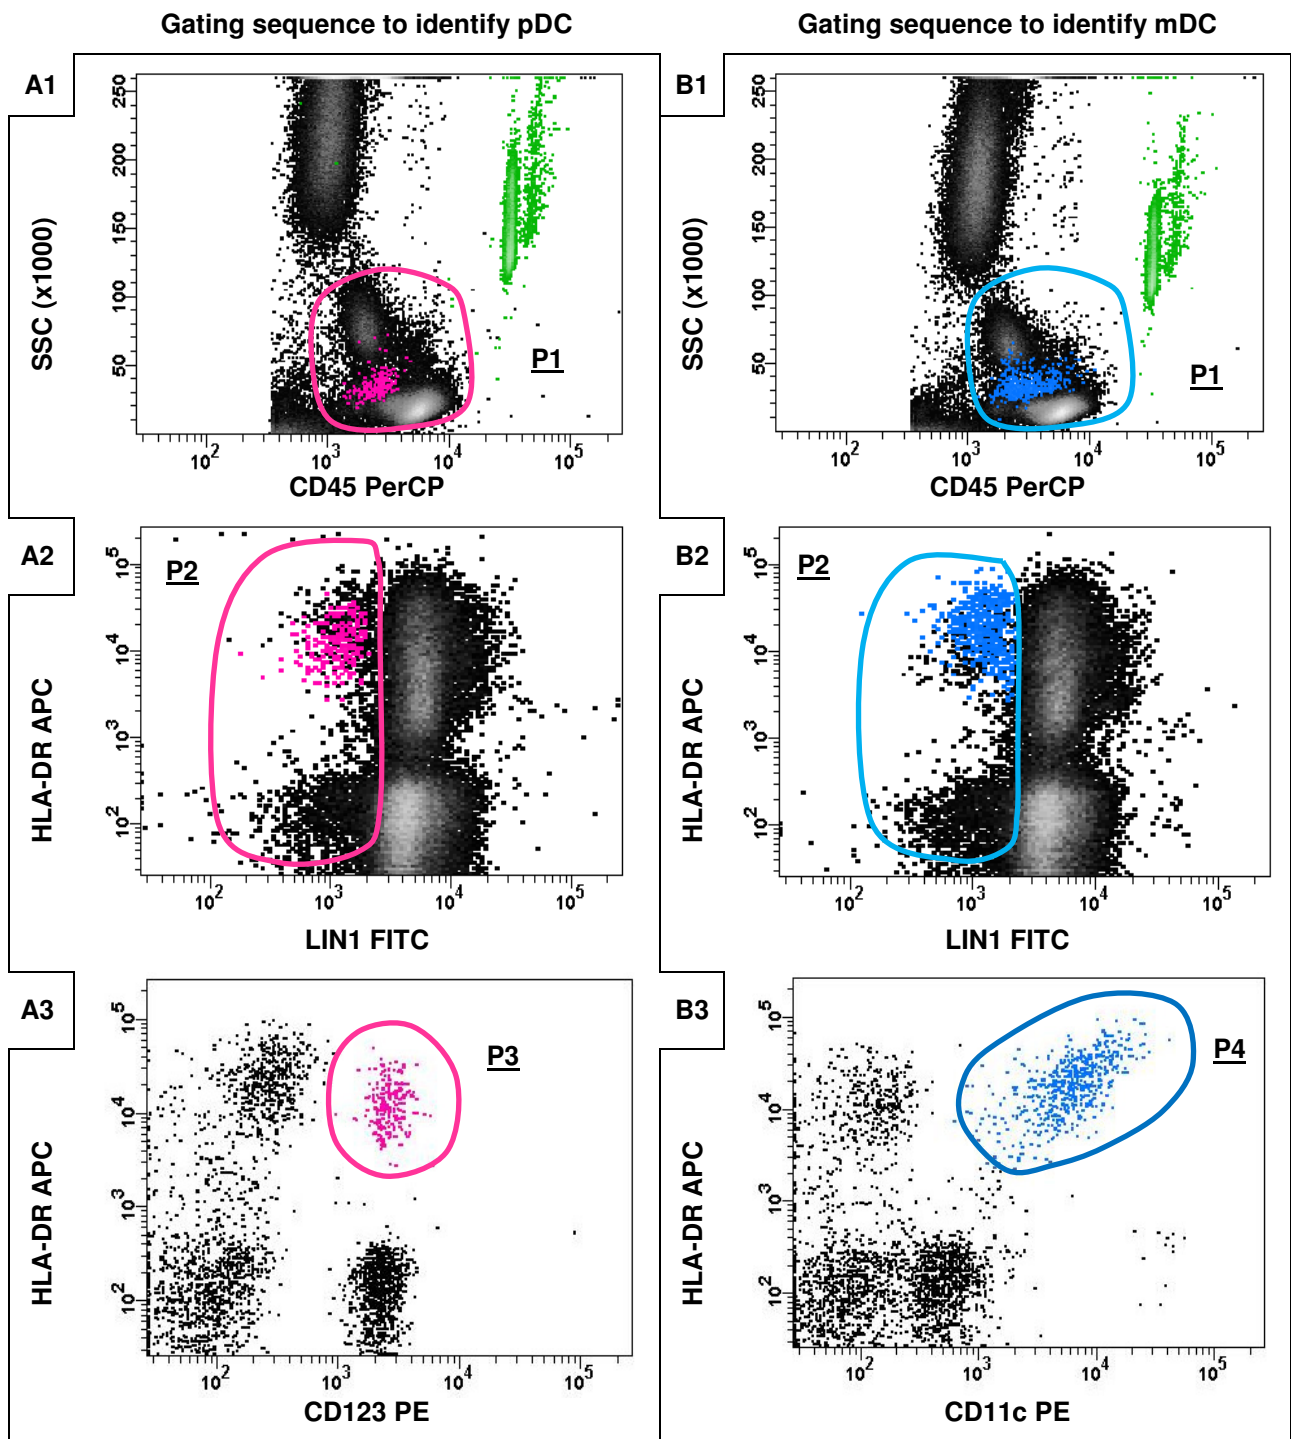 Gating sequence to identify pDC
Gating sequence to identify mDC
A1
SSC (x1000)
250
200
150
100
50
P1
10^2 10^3 10^4 10^5
CD45 PerCP
B1
SSC (x1000)
250
200
150
100
50
P1
10^2 10^3 10^4 10^5
CD45 PerCP
A2
HLA-DR APC
10^5
10^4
10^3
10^2
P2
10^2 10^3 10^4 10^5
LIN1 FITC
B2
HLA-DR APC
10^5
10^4
10^3
10^2
P2
10^2 10^3 10^4 10^5
LIN1 FITC
A3
HLA-DR APC
10^5
10^4
10^3
10^2
P3
10^2 10^3 10^4 10^5
CD123 PE
B3
HLA-DR APC
10^5
10^4
10^3
10^2
P4
10^2 10^3 10^4 10^5
CD11c PE